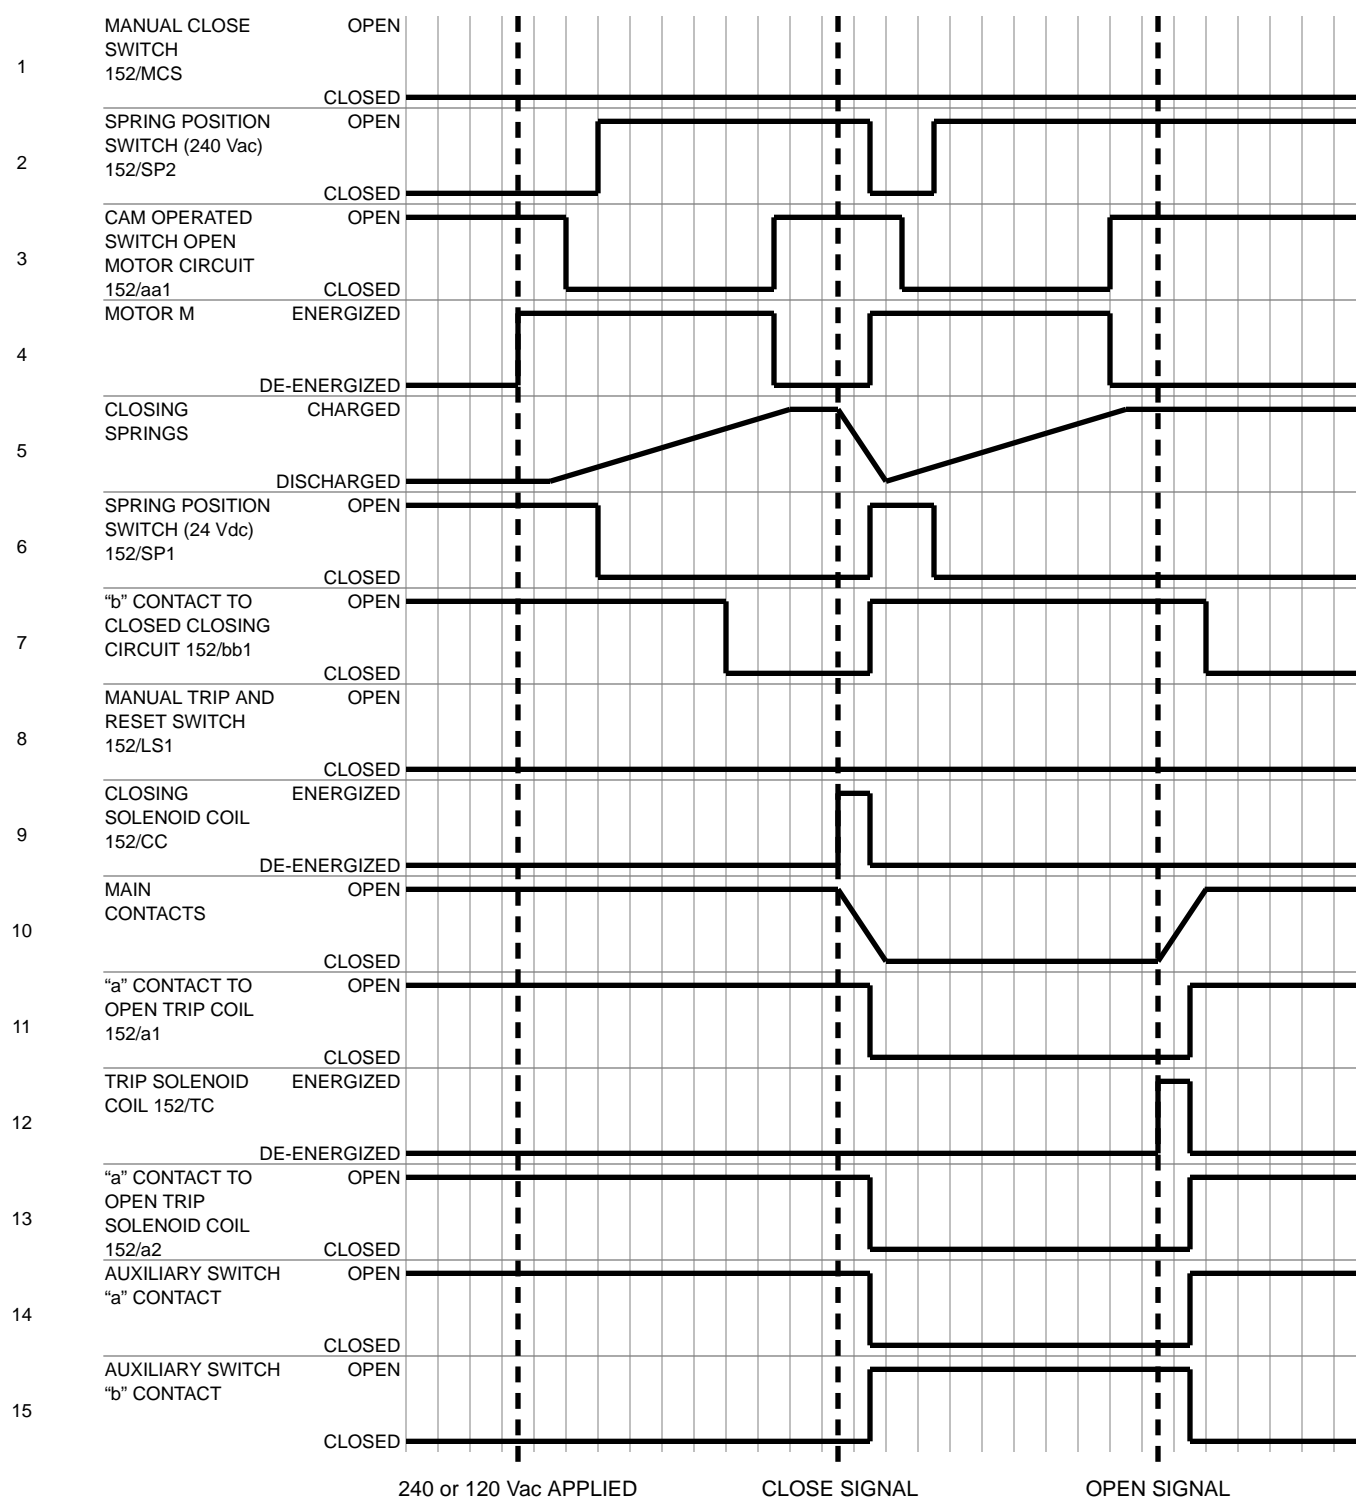 MANUAL CLOSE OPEN
SWITCH
1
152/MCS
CLOSED
SPRING POSITION OPEN
SWITCH (240 Vac)
2
152/SP2
CLOSED
CAM OPERATED OPEN
SWITCH OPEN
3
MOTOR CIRCUIT
152/aa1 CLOSED
MOTOR M ENERGIZED
4
DE-ENERGIZED
CLOSING CHARGED
SPRINGS
5
DISCHARGED
SPRING POSITION OPEN
SWITCH (24 Vdc)
6
152/SP1
CLOSED
“b” CONTACT TO OPEN
CLOSED CLOSING
7
CIRCUIT 152/bb1
CLOSED
MANUAL TRIP AND OPEN
RESET SWITCH
8
152/LS1
CLOSED
CLOSING ENERGIZED
SOLENOID COIL
9
152/CC
DE-ENERGIZED
MAIN OPEN
CONTACTS
10
CLOSED
“a” CONTACT TO OPEN
OPEN TRIP COIL
11
152/a1
CLOSED
TRIP SOLENOID ENERGIZED
COIL 152/TC
12
DE-ENERGIZED
“a” CONTACT TO OPEN
OPEN TRIP
13
SOLENOID COIL
152/a2 CLOSED
AUXILIARY SWITCH OPEN
“a” CONTACT
14
CLOSED
AUXILIARY SWITCH OPEN
“b” CONTACT
15
CLOSED
240 or 120 Vac APPLIED CLOSE SIGNAL OPEN SIGNAL